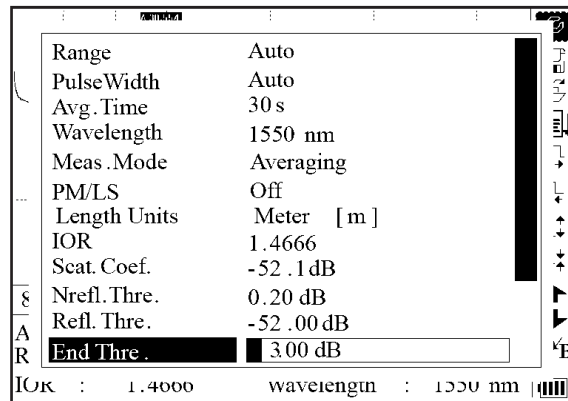 Range Auto
PulseWidth Auto
Avg.Time 30 s
Wavelength 1550 nm
Meas.Mode Averaging
PM/LS Off
Length Units Meter [m]
IOR 1.4666
Scat. Coef. -52.1dB
Nrefl.Thre. 0.20 dB
Refl. Thre. -52.00 dB
End Thre. 3.00 dB
8
A
R
IOR : 1.4666 Wavelength : 1550 nm